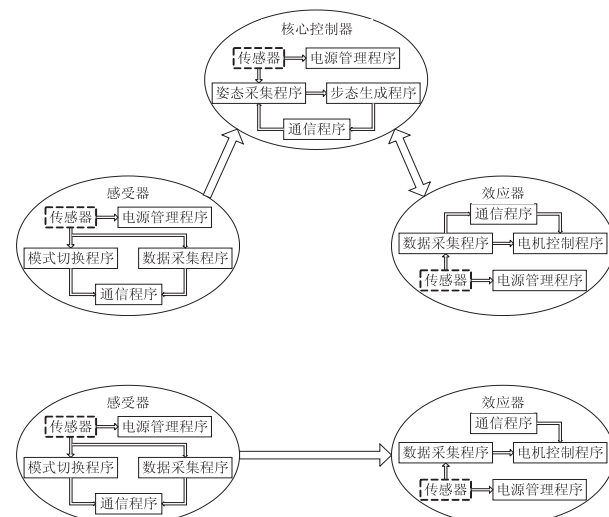 核心控制器
传感器 电源管理程序
姿态采集程序 步态生成程序
通信程序
感受器
传感器 电源管理程序
模式切换程序 数据采集程序
通信程序
效应器
通信程序
数据采集程序 电机控制程序
传感器 电源管理程序
感受器
传感器 电源管理程序
模式切换程序 数据采集程序
通信程序
效应器
通信程序
数据采集程序 电机控制程序
传感器 电源管理程序